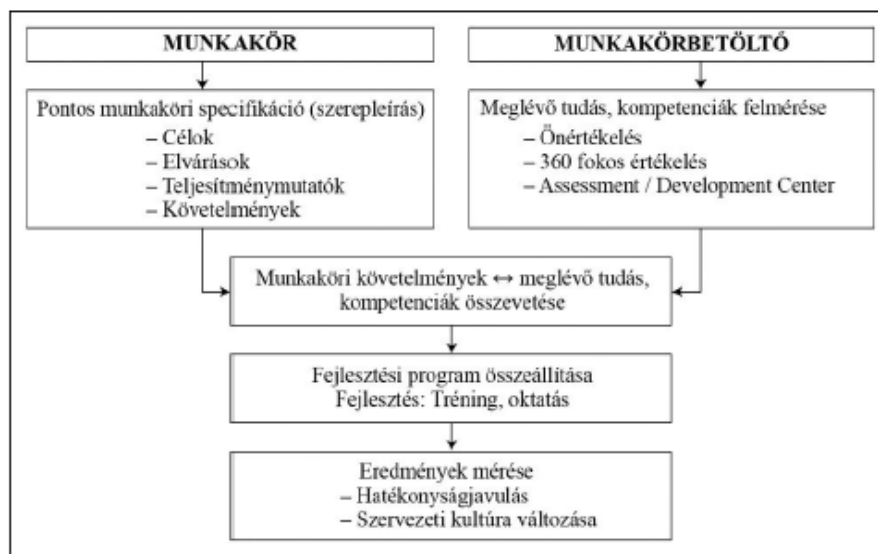 MUNKAKÖR
Pontos munkaköri specifikáció (szerepleírás)
– Célok
– Elvárások
– Teljesítménymutatók
– Követelmények
MUNKAKÖRBETÖLTŐ
Meglévő tudás, kompetenciák felmérése
– Önértékelés
– 360 fokos értékelés
– Assessment / Development Center
Munkaköri követelmények ↔ meglévő tudás,
kompetenciák összevetése
Fejlesztési program összeállítása
Fejlesztés: Tréning, oktatás
Eredmények mérése
– Hatékonyságjavulás
– Szervezeti kultúra változása